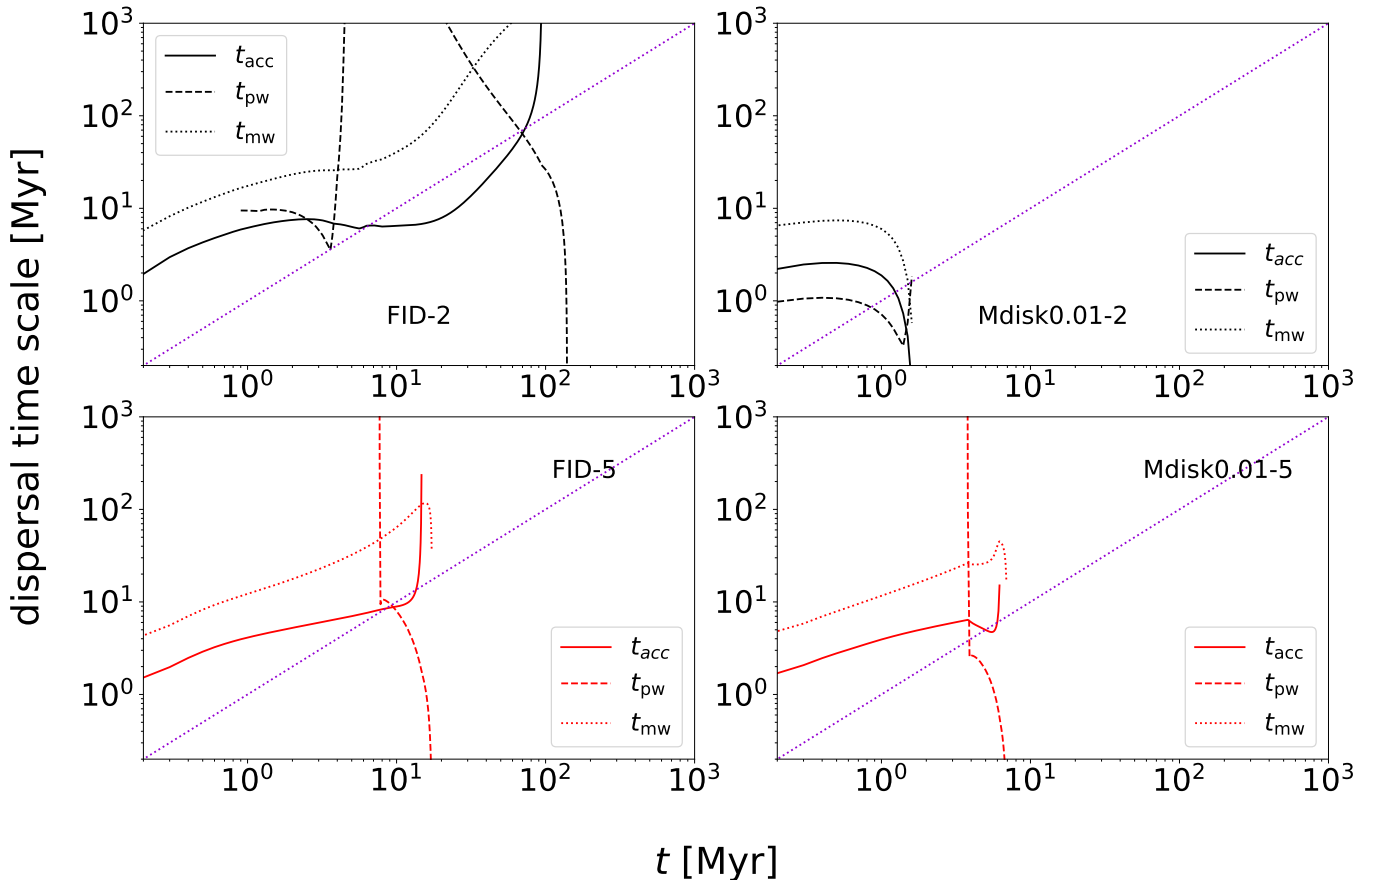 dispersal time scale [Myr]
10³
10²
10¹
10⁰
t_acc
t_pw
t_mw
FID-2
10⁰ 10¹ 10² 10³
10³
10²
10¹
10⁰
Mdisk0.01-2
t_acc
t_pw
t_mw
10⁰ 10¹ 10² 10³
10³
10²
10¹
10⁰
FID-5
t_acc
t_pw
t_mw
10⁰ 10¹ 10² 10³
10³
10²
10¹
10⁰
Mdisk0.01-5
t_acc
t_pw
t_mw
10⁰ 10¹ 10² 10³
t [Myr]